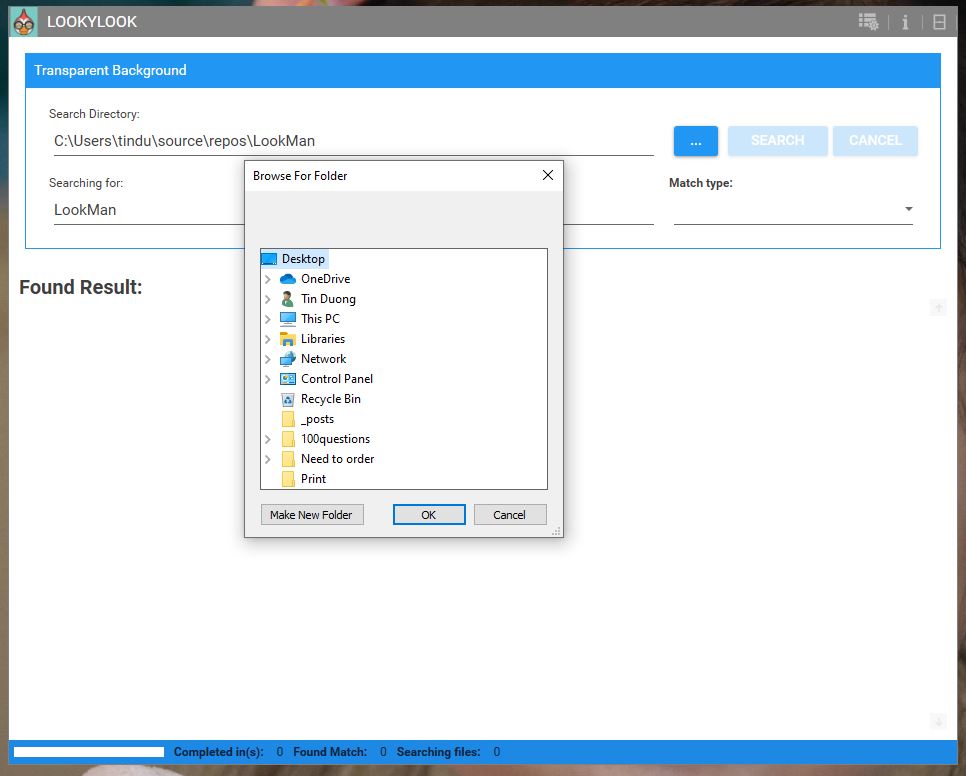 LOOKYLOOK
Transparent Background
Search Directory:
C:\Users\tindu\source\repos\LookMan
...
SEARCH
CANCEL
Searching for:
LookMan
Match type:
Browse For Folder
Desktop
OneDrive
Tin Duong
This PC
Libraries
Network
Control Panel
Recycle Bin
_posts
100questions
Need to order
Print
Make New Folder
OK
Cancel
Found Result:
Completed in(s): 0 Found Match: 0 Searching files: 0